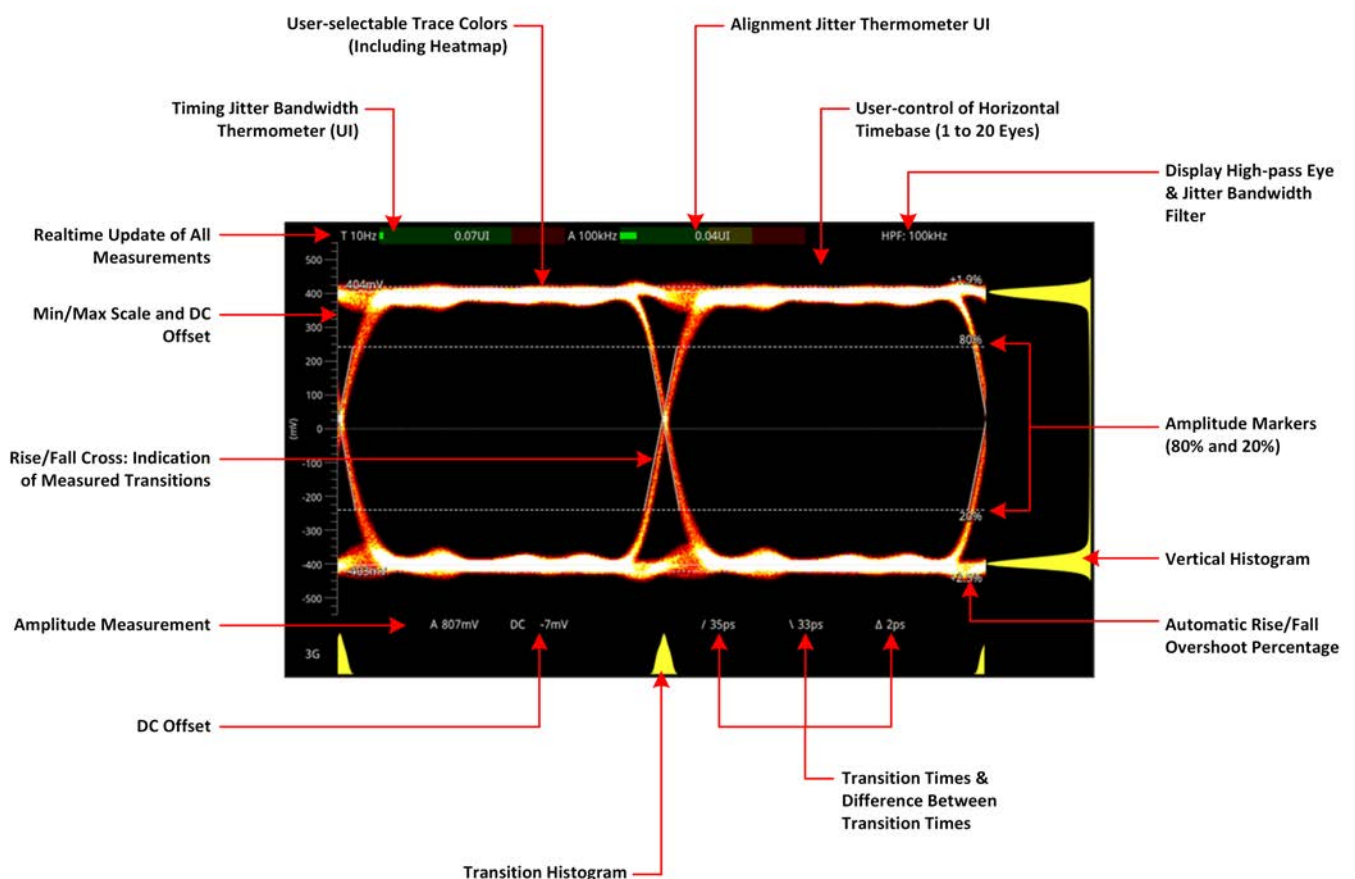 User-selectable Trace Colors
(Including Heatmap)
Alignment Jitter Thermometer UI
Timing Jitter Bandwidth
Thermometer (UI)
User-control of Horizontal
Timebase (1 to 20 Eyes)
Display High-pass Eye
& Jitter Bandwidth
Filter
Realtime Update of All
Measurements
T 10Hz 0.07UI A 100kHz 0.04UI HPF: 100kHz
Min/Max Scale and DC
Offset
500
400
300
200
100
0
-100
-200
-300
-400
-500
(mV)
404mV
+1.9%
80%
20%
Amplitude Markers
(80% and 20%)
Rise/Fall Cross: Indication
of Measured Transitions
Vertical Histogram
Amplitude Measurement
A 807mV DC -7mV / 35ps \ 33ps Δ 2ps
Automatic Rise/Fall
Overshoot Percentage
3G
DC Offset
Transition Times &
Difference Between
Transition Times
Transition Histogram